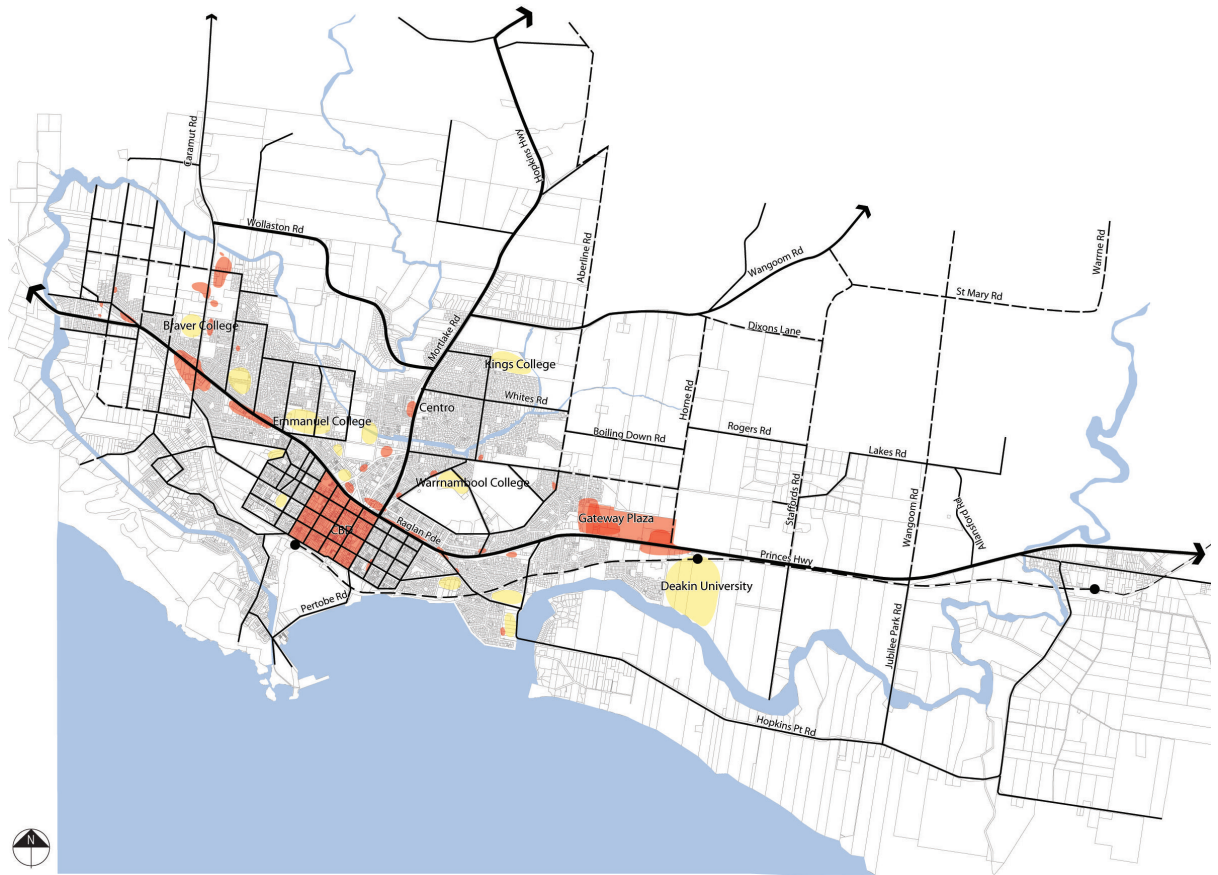 Caramut Rd
Hopkins Hwy
Wollaston Rd
Aberline Rd
Wangoom Rd
Warrne Rd
St Mary Rd
Dixons Lane
Braver College
Mortlake Rd
Kings College
Horne Rd
Whites Rd
Centro
Emmanuel College
Boiling Down Rd
Rogers Rd
Lakes Rd
Warrnambool College
Staffords Rd
Wangoom Rd
Allansford Rd
Gateway Plaza
CBD
Raglan Pde
Princes Hwy
Deakin University
Pertobe Rd
Jubilee Park Rd
Hopkins Pt Rd
N